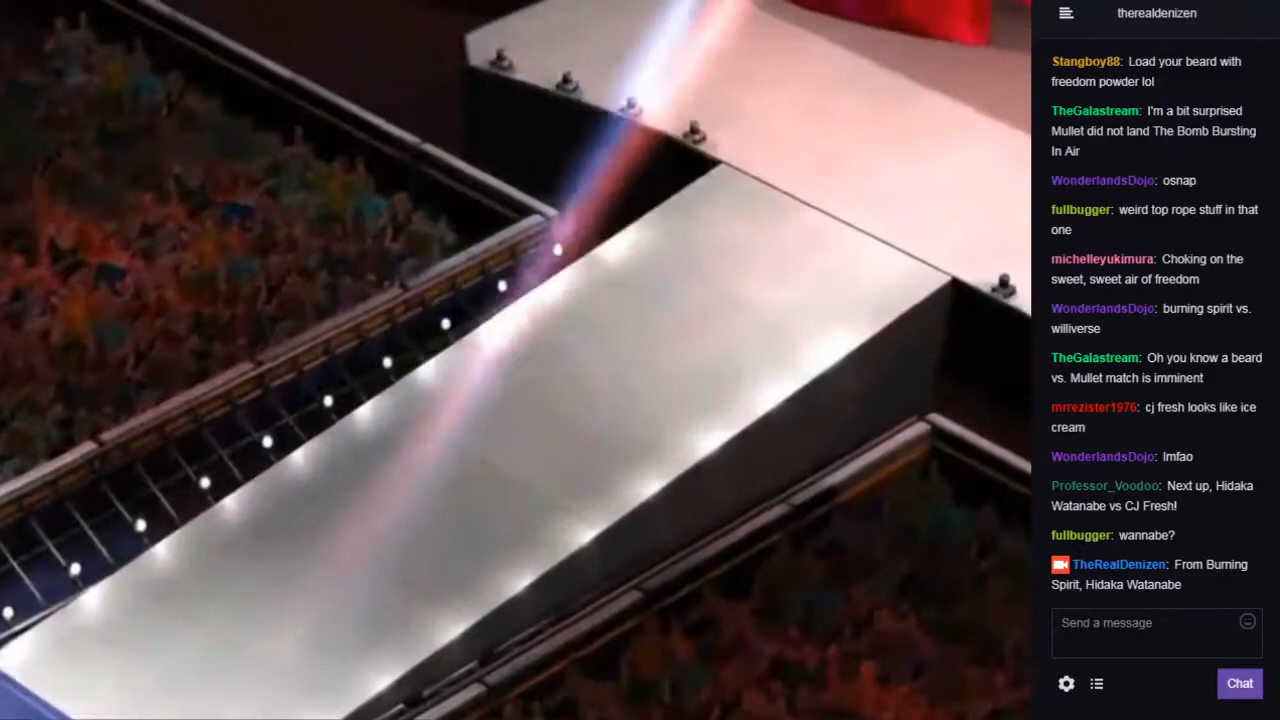 therealdenizen
Stangboy88: Load your beard with
freedom powder lol
TheGalastream: I'm a bit surprised
Mullet did not land The Bomb Bursting
In Air
WonderlandsDojo: osnap
fullbugger: weird top rope stuff in that
one
michelleyukimura: Choking on the
sweet, sweet air of freedom
WonderlandsDojo: burning spirit vs.
williverse
TheGalastream: Oh you know a beard
vs. Mullet match is imminent
mrrezister1976: cj fresh looks like ice
cream
WonderlandsDojo: lmfao
Professor_Voodoo: Next up, Hidaka
Watanabe vs CJ Fresh!
fullbugger: wannabe?
TheRealDenizen: From Burning
Spirit, Hidaka Watanabe
Send a message
Chat